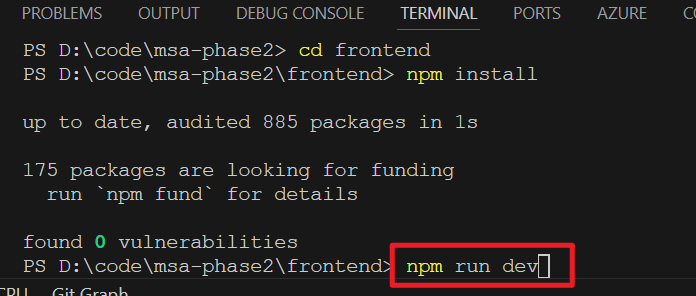 PROBLEMS OUTPUT DEBUG CONSOLE TERMINAL PORTS AZURE CO
PS D:\code\msa-phase2> cd frontend
PS D:\code\msa-phase2\frontend> npm install
up to date, audited 885 packages in 1s
175 packages are looking for funding
run `npm fund` for details
found 0 vulnerabilities
PS D:\code\msa-phase2\frontend> npm run dev
CPU Git Graph